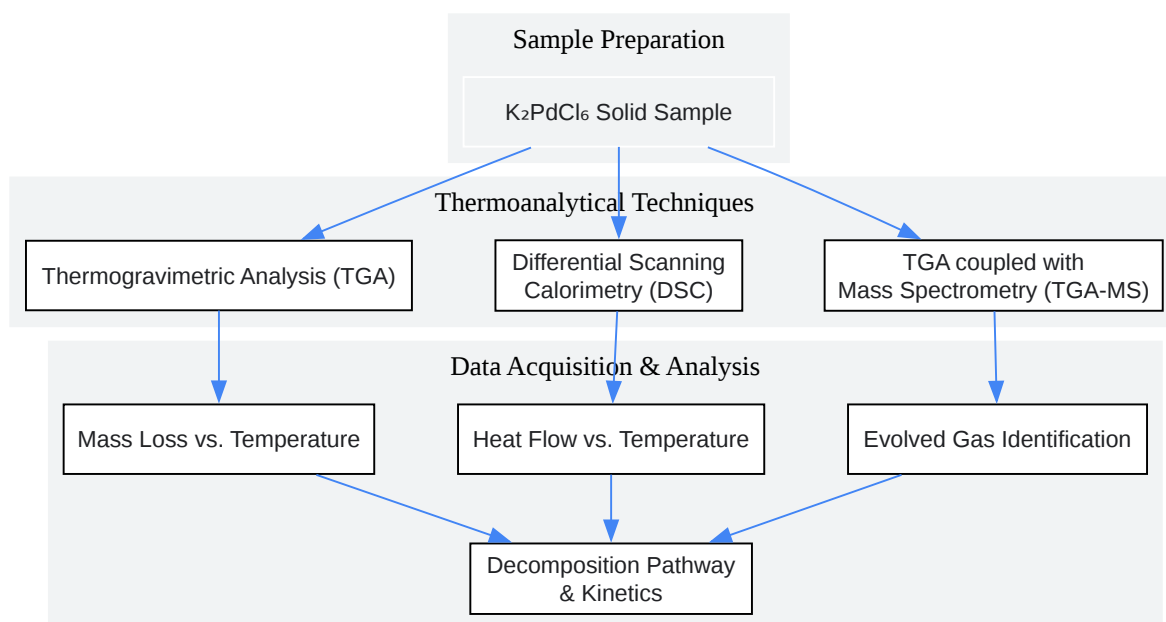 Sample Preparation
K₂PdCl₆ Solid Sample
Thermoanalytical Techniques
Thermogravimetric Analysis (TGA)
Differential Scanning
Calorimetry (DSC)
TGA coupled with
Mass Spectrometry (TGA-MS)
Data Acquisition & Analysis
Mass Loss vs. Temperature
Heat Flow vs. Temperature
Evolved Gas Identification
Decomposition Pathway
& Kinetics